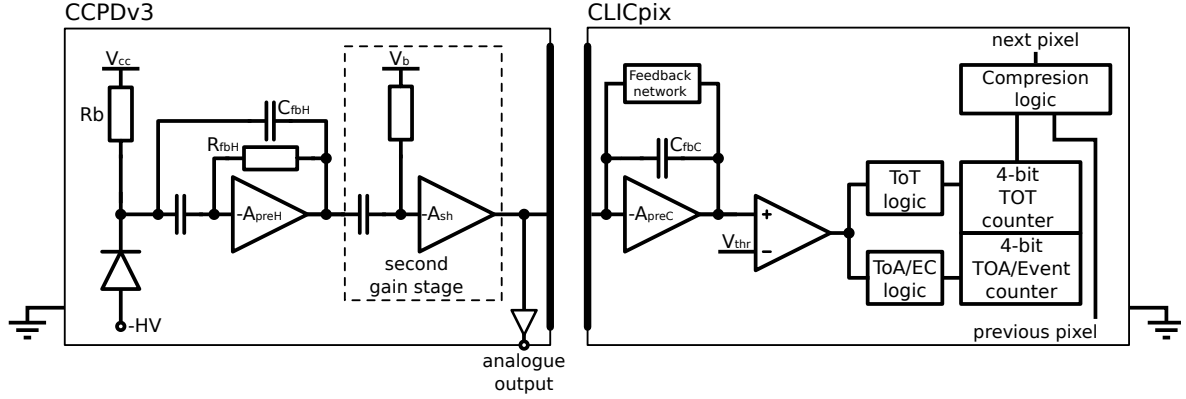 CCPDv3
CLICpix
Vcc
Rb
CfbH
RfbH
-ApreH
-HV
Vb
-Ash
second
gain stage
analogue
output
Feedback
network
CfbC
-ApreC
Vthr
+
−
ToT
logic
ToA/EC
logic
next pixel
Compresion
logic
4-bit
TOT
counter
4-bit
TOA/Event
counter
previous pixel